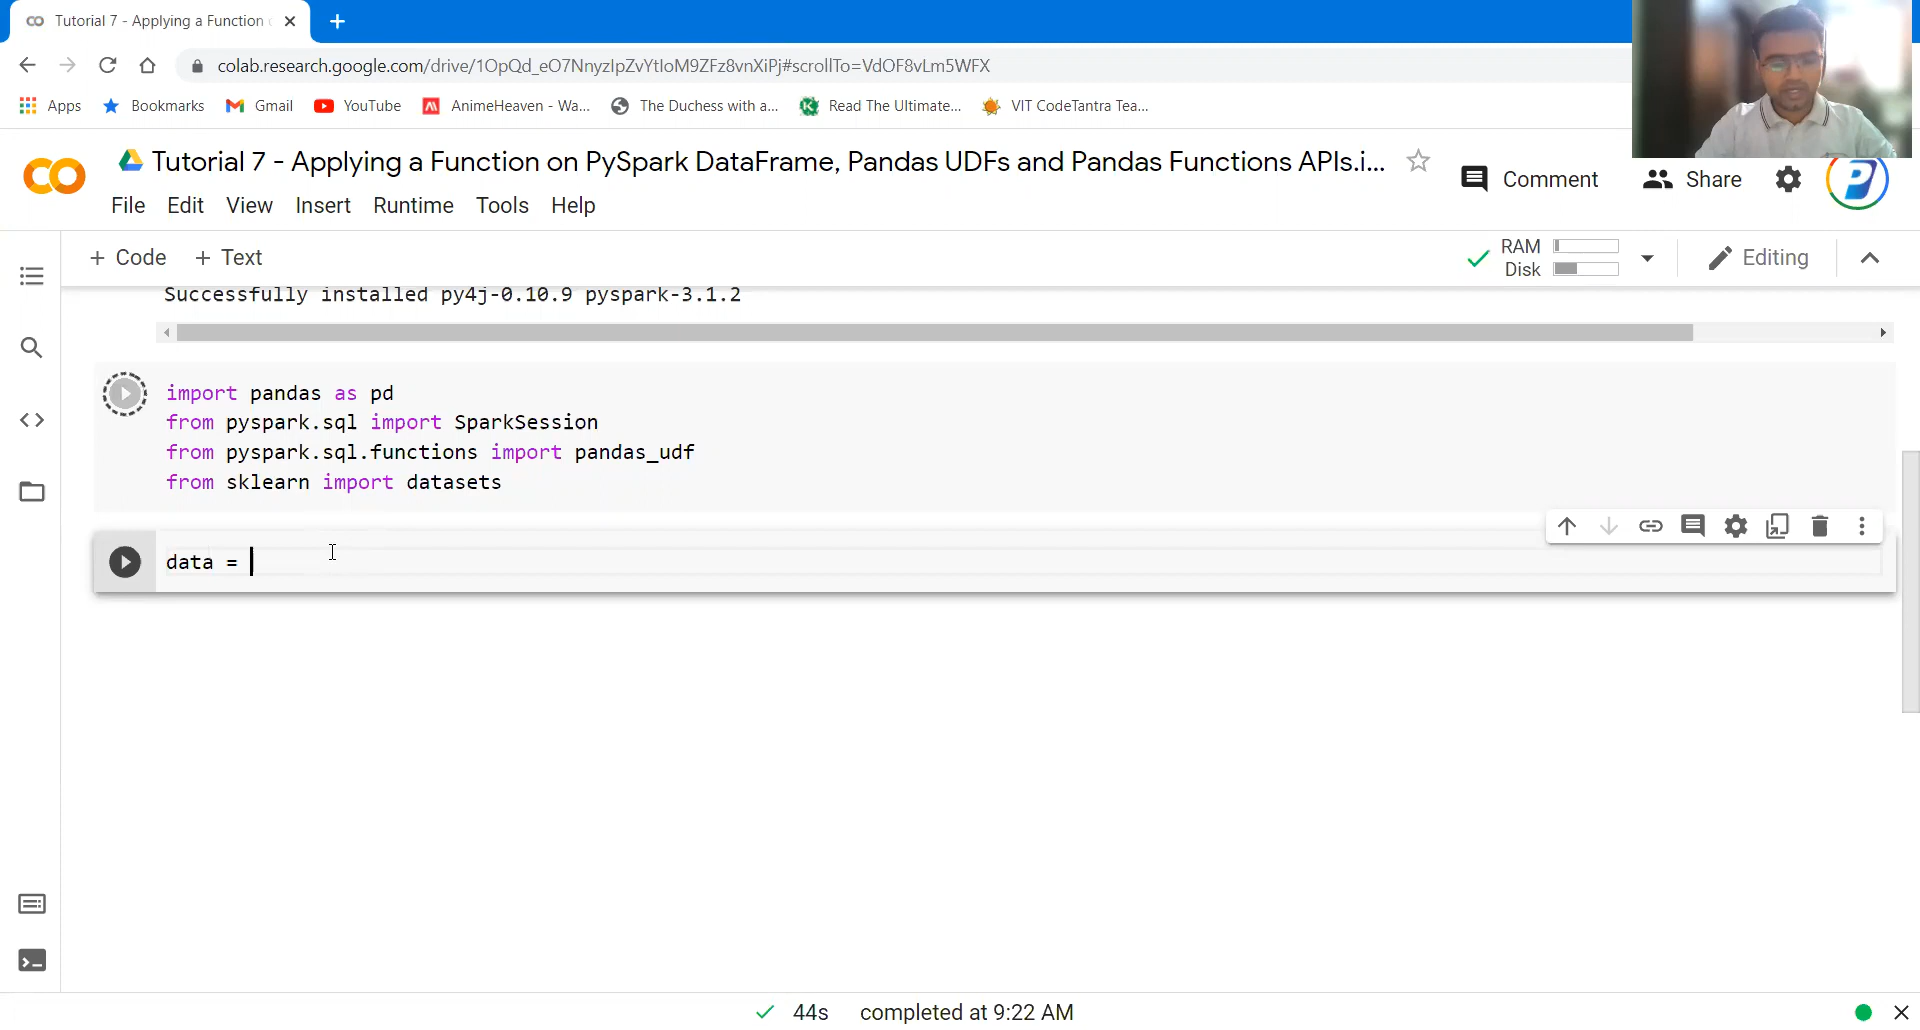 Tutorial 7 - Applying a Function
colab.research.google.com/drive/1OpQd_eO7NnyzIpZvYtIoM9ZFz8vnXiPj#scrollTo=VdOF8vLm5WFX
Apps Bookmarks Gmail YouTube AnimeHeaven - Wa... The Duchess with a... Read The Ultimate... VIT CodeTantra Tea...
Tutorial 7 - Applying a Function on PySpark DataFrame, Pandas UDFs and Pandas Functions APIs.i...
Comment Share
File Edit View Insert Runtime Tools Help
+ Code + Text
RAM
Disk
Editing
Successfully installed py4j-0.10.9 pyspark-3.1.2
import pandas as pd
from pyspark.sql import SparkSession
from pyspark.sql.functions import pandas_udf
from sklearn import datasets
data =
44s completed at 9:22 AM